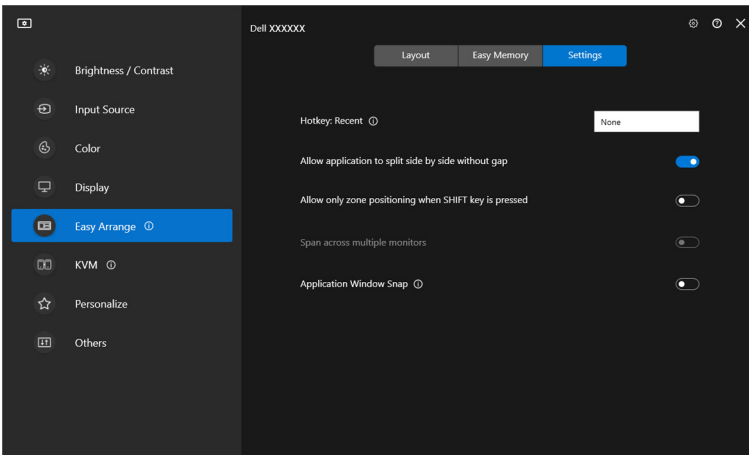 Dell XXXXXX
Layout
Easy Memory
Settings
Brightness / Contrast
Input Source
Color
Display
Easy Arrange
KVM
Personalize
Others
Hotkey: Recent
None
Allow application to split side by side without gap
Allow only zone positioning when SHIFT key is pressed
Span across multiple monitors
Application Window Snap